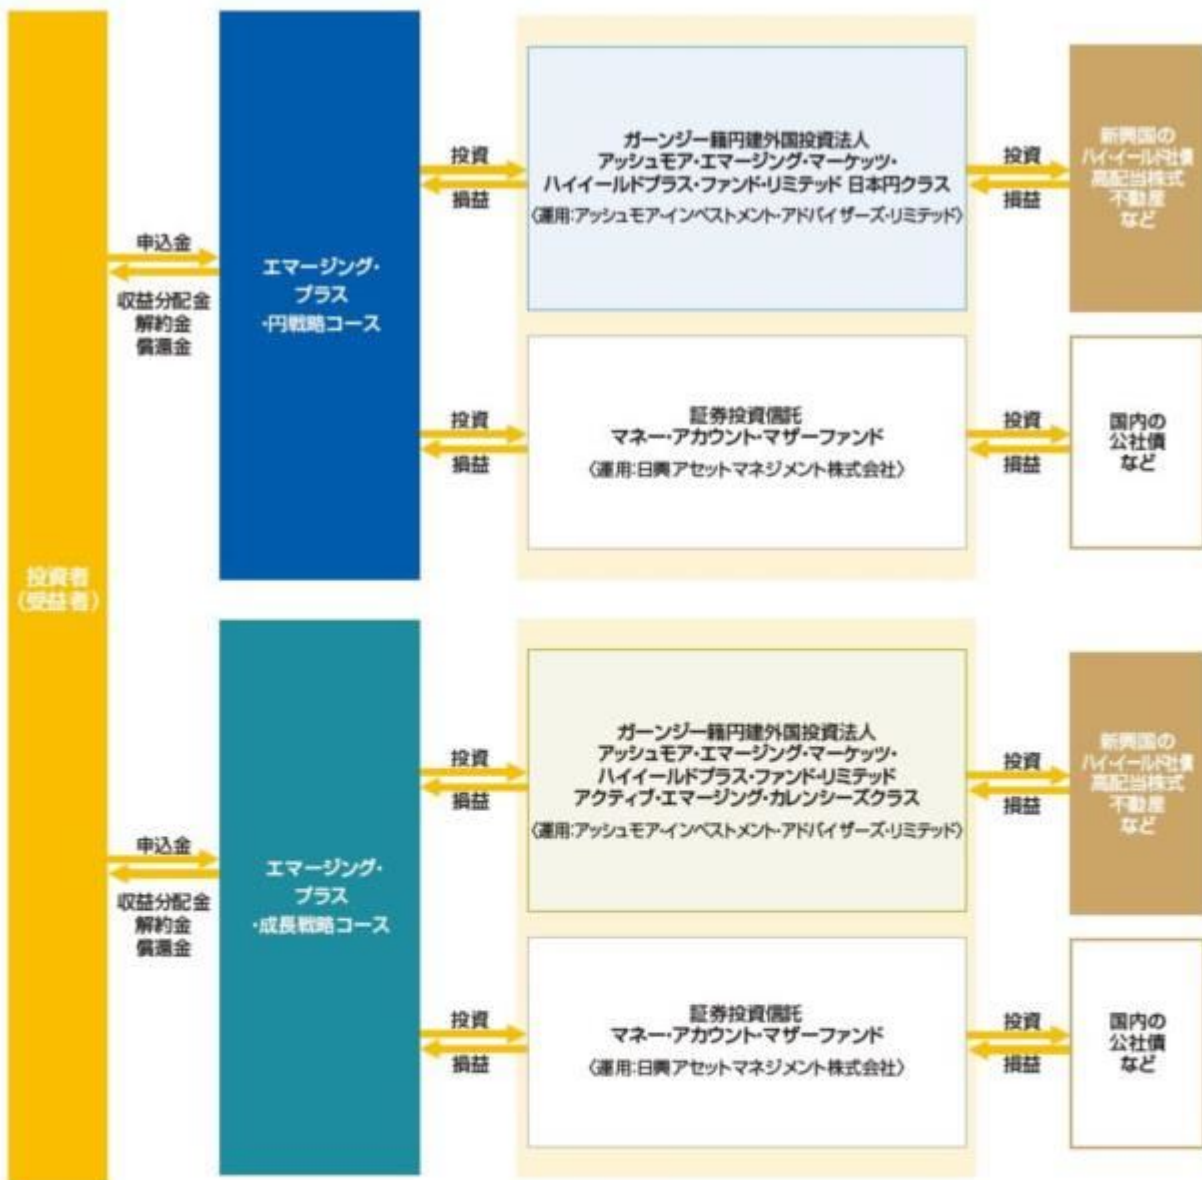 投資者
（受益者）
申込金
収益分配金
解約金
償還金
エマージング・
プラス
・円戦略コース
投資
損益
ガーンジー籍円建外国投資法人
アッシュモア・エマージング・マーケッツ・
ハイイールドプラス・ファンド・リミテッド 日本円クラス
〈運用：アッシュモア・インベストメント・アドバイザーズ・リミテッド〉
投資
損益
新興国の
ハイ・イールド社債
高配当株式
不動産
など
投資
損益
証券投資信託
マネー・アカウント・マザーファンド
〈運用：日興アセットマネジメント株式会社〉
投資
損益
国内の
公社債
など
申込金
収益分配金
解約金
償還金
エマージング・
プラス
・成長戦略コース
投資
損益
ガーンジー籍円建外国投資法人
アッシュモア・エマージング・マーケッツ・
ハイイールドプラス・ファンド・リミテッド
アクティブ・エマージング・カレンシーズクラス
〈運用：アッシュモア・インベストメント・アドバイザーズ・リミテッド〉
投資
損益
新興国の
ハイ・イールド社債
高配当株式
不動産
など
投資
損益
証券投資信託
マネー・アカウント・マザーファンド
〈運用：日興アセットマネジメント株式会社〉
投資
損益
国内の
公社債
など